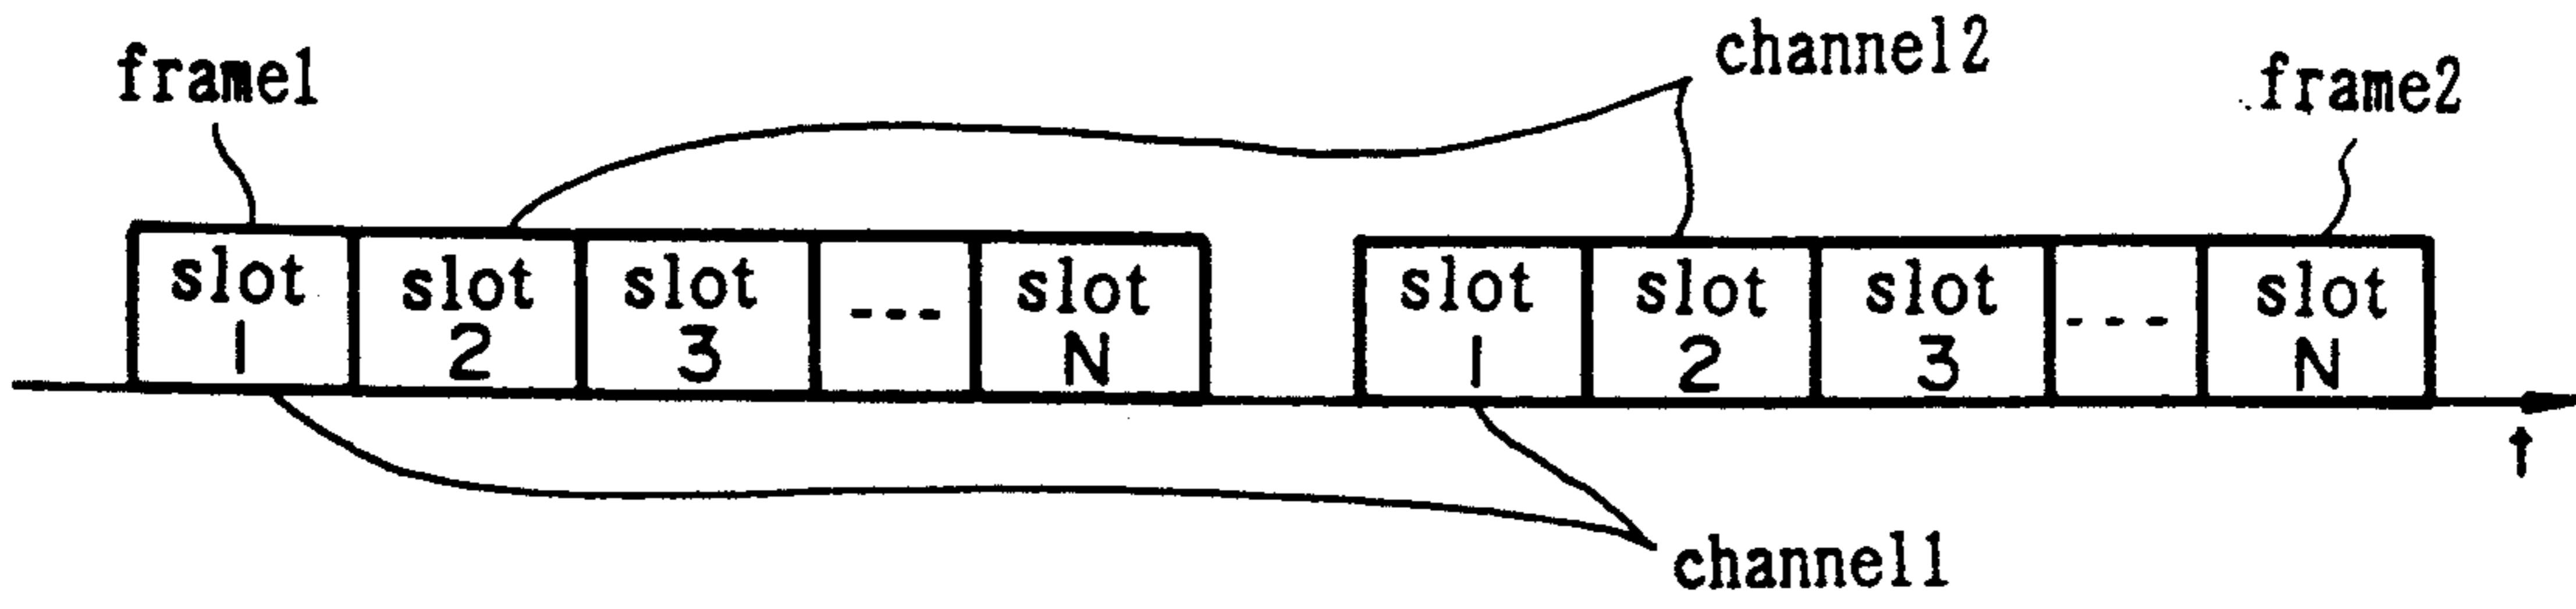 frame1
channel2
frame2
slot 1
slot 2
slot 3
---
slot N
slot 1
slot 2
slot 3
---
slot N
t
channel1